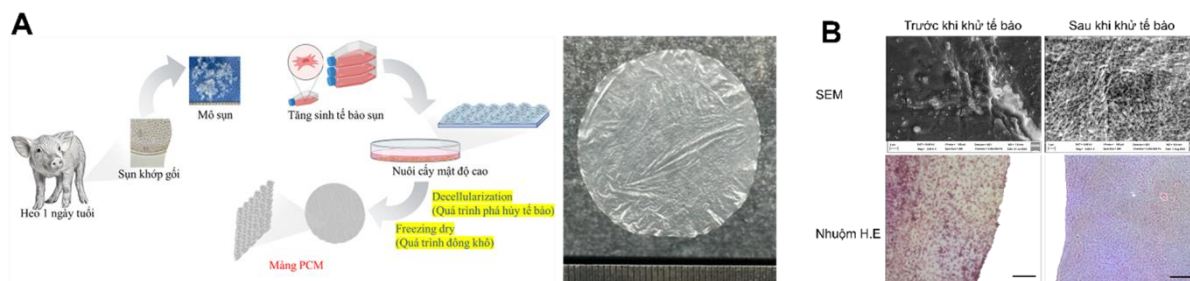 A
Heo 1 ngày tuổi
Sụn khớp gối
Mô sụn
Tăng sinh tế bào sụn
Nuôi cấy mật độ cao
Decellularization
(Quá trình phá hủy tế bào)
Freezing dry
(Quá trình đông khô)
Màng PCM
B
Trước khi khử tế bào
Sau khi khử tế bào
SEM
Nhuộm H.E